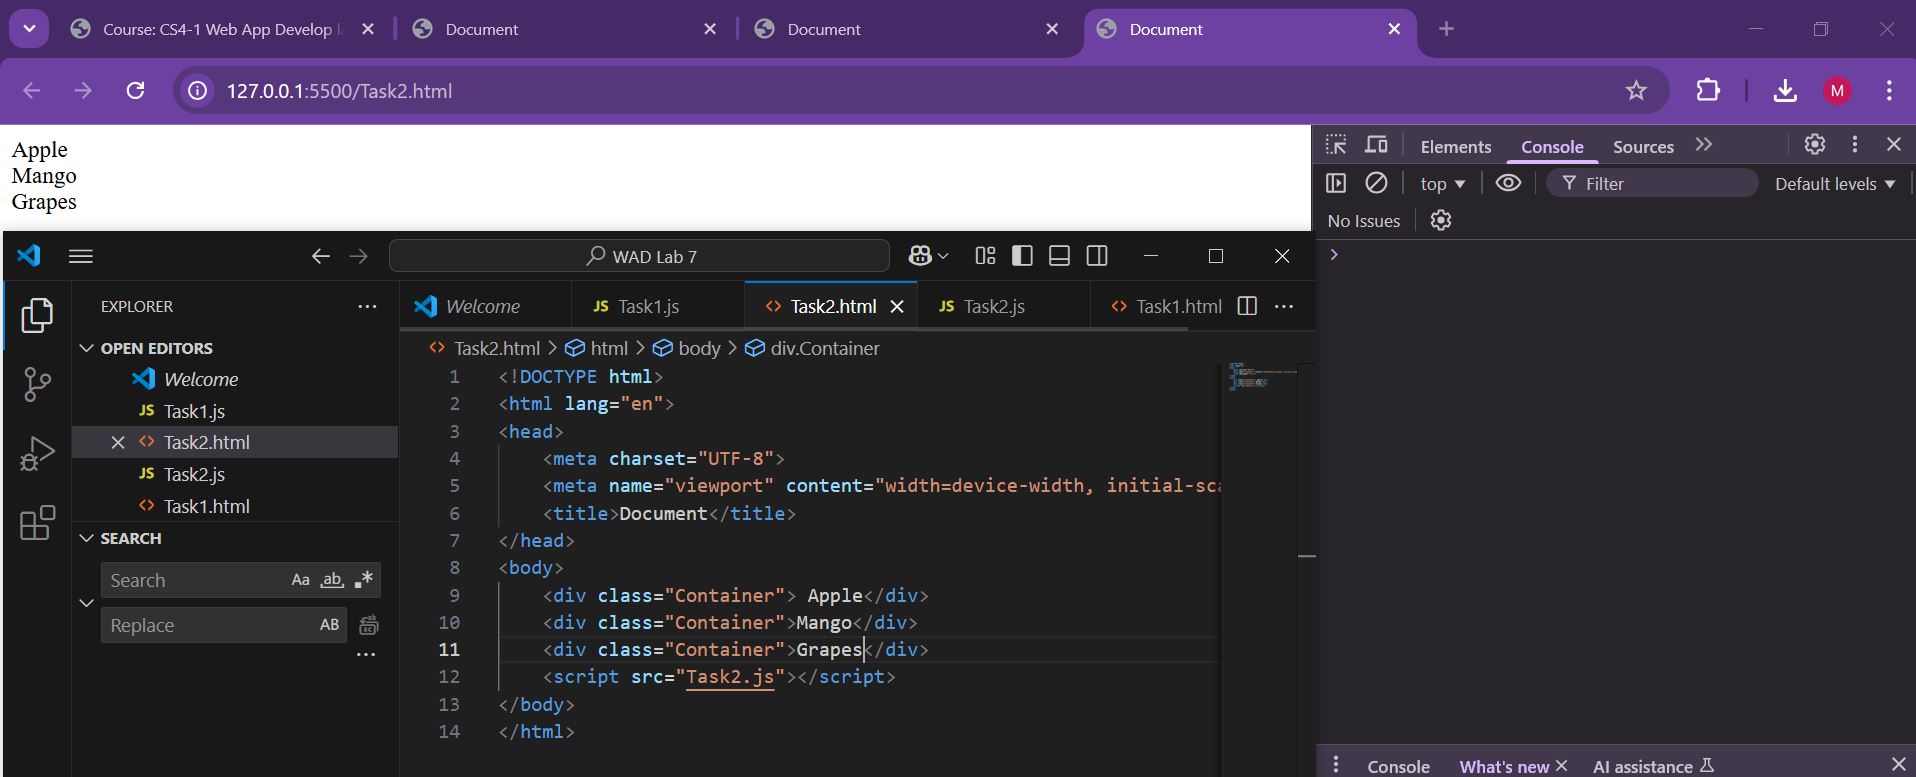 Course: CS4-1 Web App Develop l
Document
Document
Document
127.0.0.1:5500/Task2.html
M
Apple
Mango
Grapes
Elements
Console
Sources
top
Filter
Default levels
No Issues
WAD Lab 7
EXPLORER
OPEN EDITORS
Welcome
JS Task1.js
Task2.html
JS Task2.js
Task1.html
SEARCH
Search
Aa
ab
Replace
AB
Welcome
JS Task1.js
Task2.html
JS Task2.js
Task1.html
Task2.html > html > body > div.Container
1 <!DOCTYPE html>
2 <html lang="en">
3 <head>
4 <meta charset="UTF-8">
5 <meta name="viewport" content="width=device-width, initial-sca
6 <title>Document</title>
7 </head>
8 <body>
9 <div class="Container"> Apple</div>
10 <div class="Container">Mango</div>
11 <div class="Container">Grapes</div>
12 <script src="Task2.js"></script>
13 </body>
14 </html>
Console
What's new
AI assistance